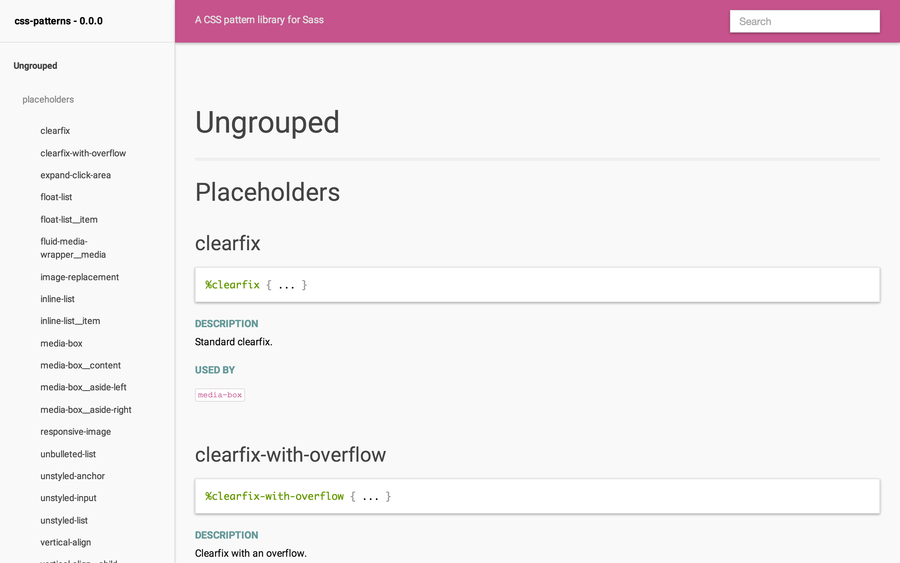 css-patterns - 0.0.0
A CSS pattern library for Sass
Search
Ungrouped
placeholders
clearfix
clearfix-with-overflow
expand-click-area
float-list
float-list__item
fluid-media-
wrapper__media
image-replacement
inline-list
inline-list__item
media-box
media-box__content
media-box__aside-left
media-box__aside-right
responsive-image
unbulleted-list
unstyled-anchor
unstyled-input
unstyled-list
vertical-align
vertical-align__child
Ungrouped
Placeholders
clearfix
%clearfix { ... }
DESCRIPTION
Standard clearfix.
USED BY
media-box
clearfix-with-overflow
%clearfix-with-overflow { ... }
DESCRIPTION
Clearfix with an overflow.